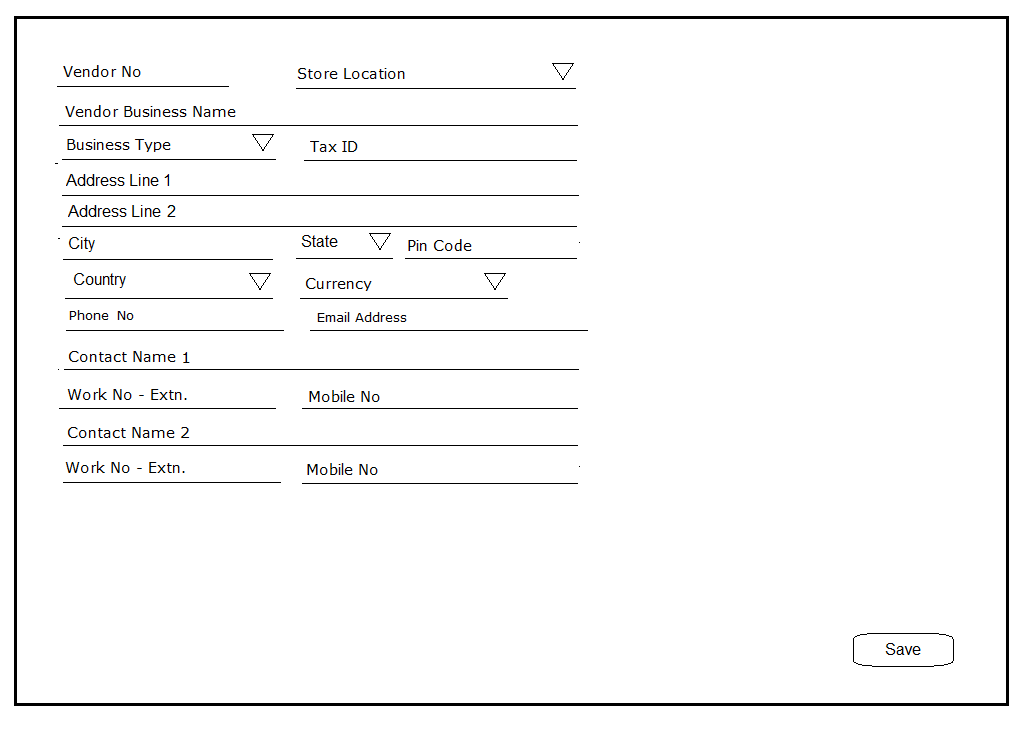 Vendor No Store Location
Vendor Business Name
Business Type Tax ID
Address Line 1
Address Line 2
City State Pin Code
Country Currency
Phone No Email Address
Contact Name 1
Work No - Extn. Mobile No
Contact Name 2
Work No - Extn. Mobile No
Save